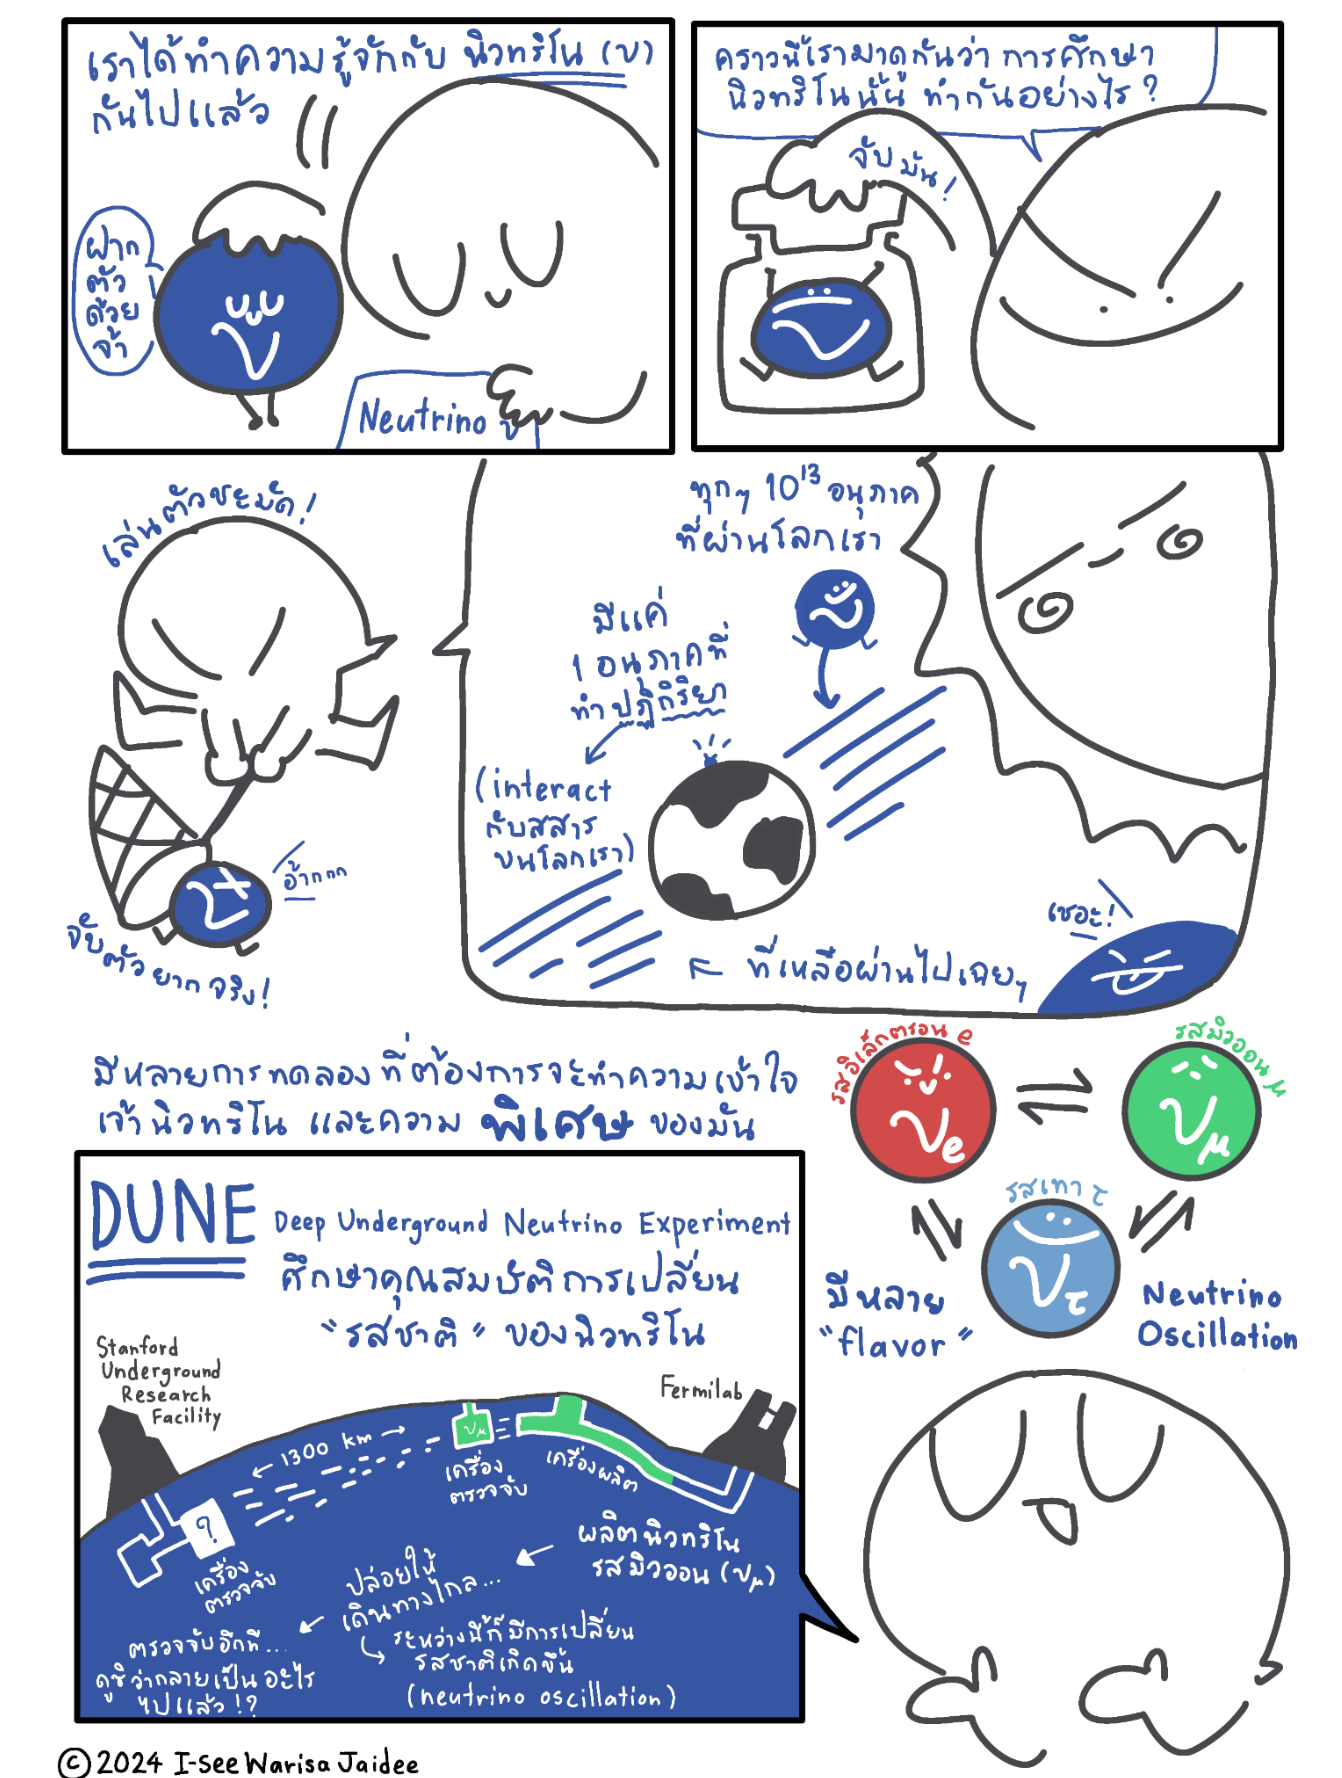 เราได้ทำความรู้จักกับ นิวทริโน (ν)
กันไปแล้ว
ฝาก
ตัว
ด้วย
จ้า
ν
Neutrino ν
คราวนี้เรามาดูกันว่า การศึกษา
นิวทริโนนั้น ทำกันอย่างไร ?
จับมัน !
ν
เล่นตัวชะมัด !
จับตัวยากจริง !
อ๊ากกก
ν
ทุกๆ 10¹³ อนุภาค
ที่ผ่านโลกเรา
ν
มีแค่
1 อนุภาคที่
ทำปฏิกิริยา
(interact
กับสสาร
บนโลกเรา)
← ที่เหลือผ่านไปเฉยๆ
เชอะ !
มีหลายการทดลองที่ต้องการจะทำความเข้าใจ
เจ้านิวทริโน และความ พิเศษ ของมัน
รสอิเล็กตรอน e
νe
รสมิวออน μ
νμ
รสเทา τ
ντ
มีหลาย
"flavor"
Neutrino
Oscillation
DUNE
Deep Underground Neutrino Experiment
ศึกษาคุณสมบัติการเปลี่ยน
"รสชาติ" ของนิวทริโน
Stanford
Underground
Research
Facility
Fermilab
← 1300 km →
νμ
เครื่อง
ตรวจจับ
เครื่องผลิต
?
เครื่อง
ตรวจจับ
ผลิตนิวทริโน
รสมิวออน (νμ)
ปล่อยให้
เดินทางไกล...
ระหว่างนี้ก็มีการเปลี่ยน
รสชาติเกิดขึ้น
(neutrino oscillation)
ตรวจจับอีกที...
ดูซิว่ากลายเป็นอะไร
ไปแล้ว !?
© 2024 I-See Warisa Jaidee